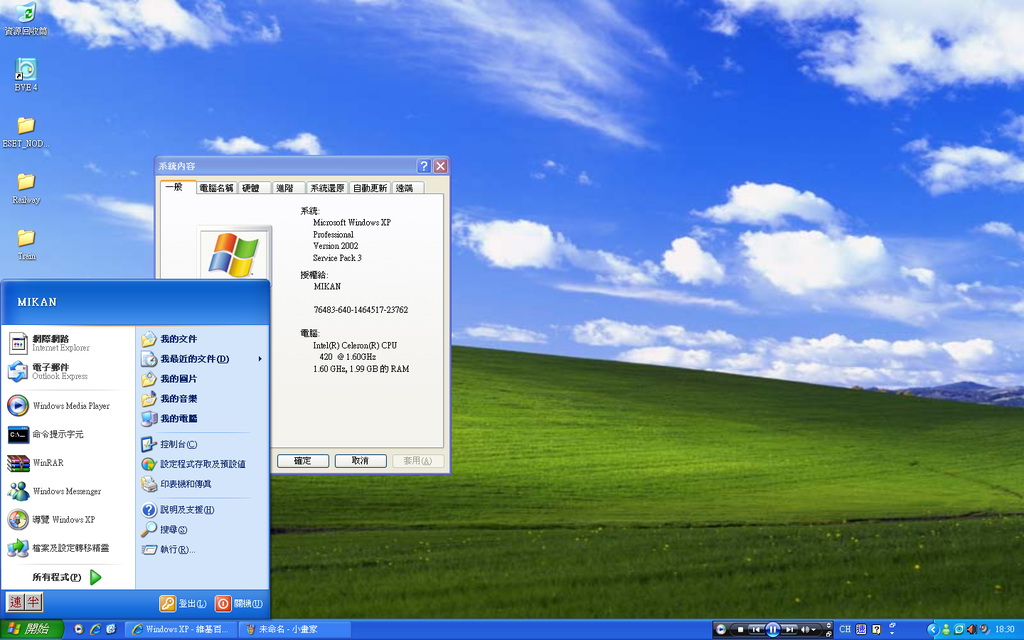 資源回收筒
BVE 4
ESET_NOD...
Railway
Train
系統內容
一般
電腦名稱
硬體
進階
系統還原
自動更新
遠端
系統:
Microsoft Windows XP
Professional
Version 2002
Service Pack 3
授權給:
MIKAN
76483-640-1464517-23762
電腦:
Intel(R) Celeron(R) CPU
420 @ 1.60GHz
1.60 GHz, 1.99 GB 的 RAM
確定
取消
套用(A)
MIKAN
網際網路
Internet Explorer
電子郵件
Outlook Express
Windows Media Player
命令提示字元
WinRAR
Windows Messenger
導覽 Windows XP
檔案及設定轉移精靈
所有程式(P)
我的文件
我最近的文件(D)
我的圖片
我的音樂
我的電腦
控制台(C)
設定程式存取及預設值
印表機和傳真
說明及支援(H)
搜尋(S)
執行(R)...
速 半
登出(L)
關機(U)
開始
Windows XP - 維基百...
未命名 - 小畫家
CH
18:30